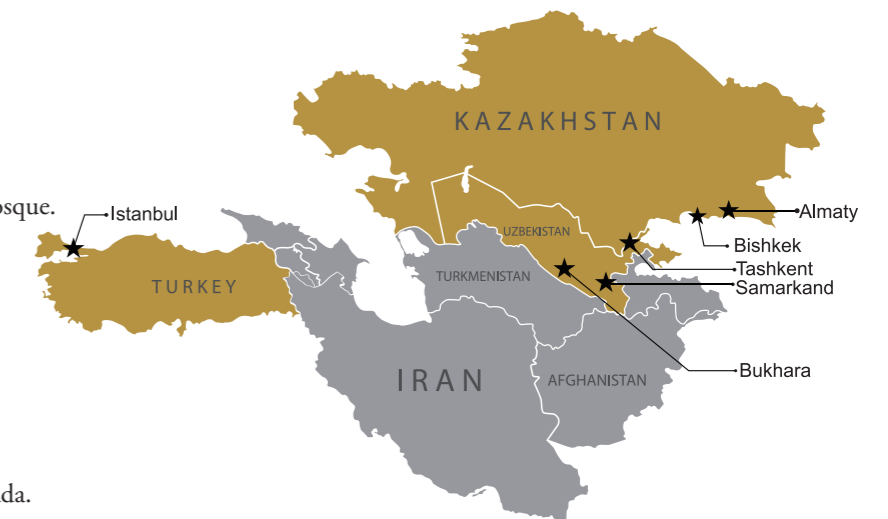 KAZAKHSTAN
osque.
Istanbul
Almaty
UZBEKISTAN
Bishkek
Tashkent
TURKMENISTAN
TURKEY
Samarkand
Bukhara
IRAN
AFGHANISTAN
da.